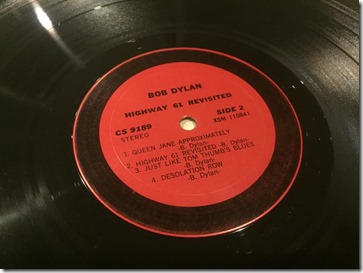 BOB DYLAN
HIGHWAY 61 REVISITED
CS 9189
STEREO
SIDE 2
XSM 110841
1. QUEEN JANE APPROXIMATELY
-B. Dylan-
2. HIGHWAY 61 REVISITED -B. Dylan-
3. JUST LIKE TOM THUMB'S BLUES
-B. Dylan-
4. DESOLATION ROW
-B. Dylan-